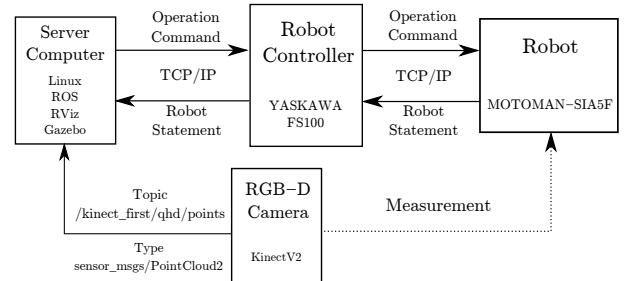 Server
Computer
Linux
ROS
RViz
Gazebo
Operation
Command
TCP/IP
Robot
Statement
Robot
Controller
YASKAWA
FS100
Operation
Command
TCP/IP
Robot
Statement
Robot
MOTOMAN−SIA5F
Topic
/kinect_first/qhd/points
Type
sensor_msgs/PointCloud2
RGB−D
Camera
KinectV2
Measurement